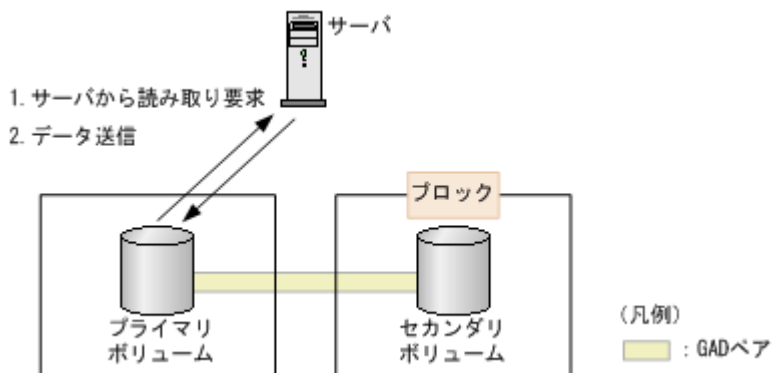 サーバ
1. サーバから読み取り要求
2. データ送信
ブロック
プライマリ
ボリューム
セカンダリ
ボリューム
(凡例)
: GADペア